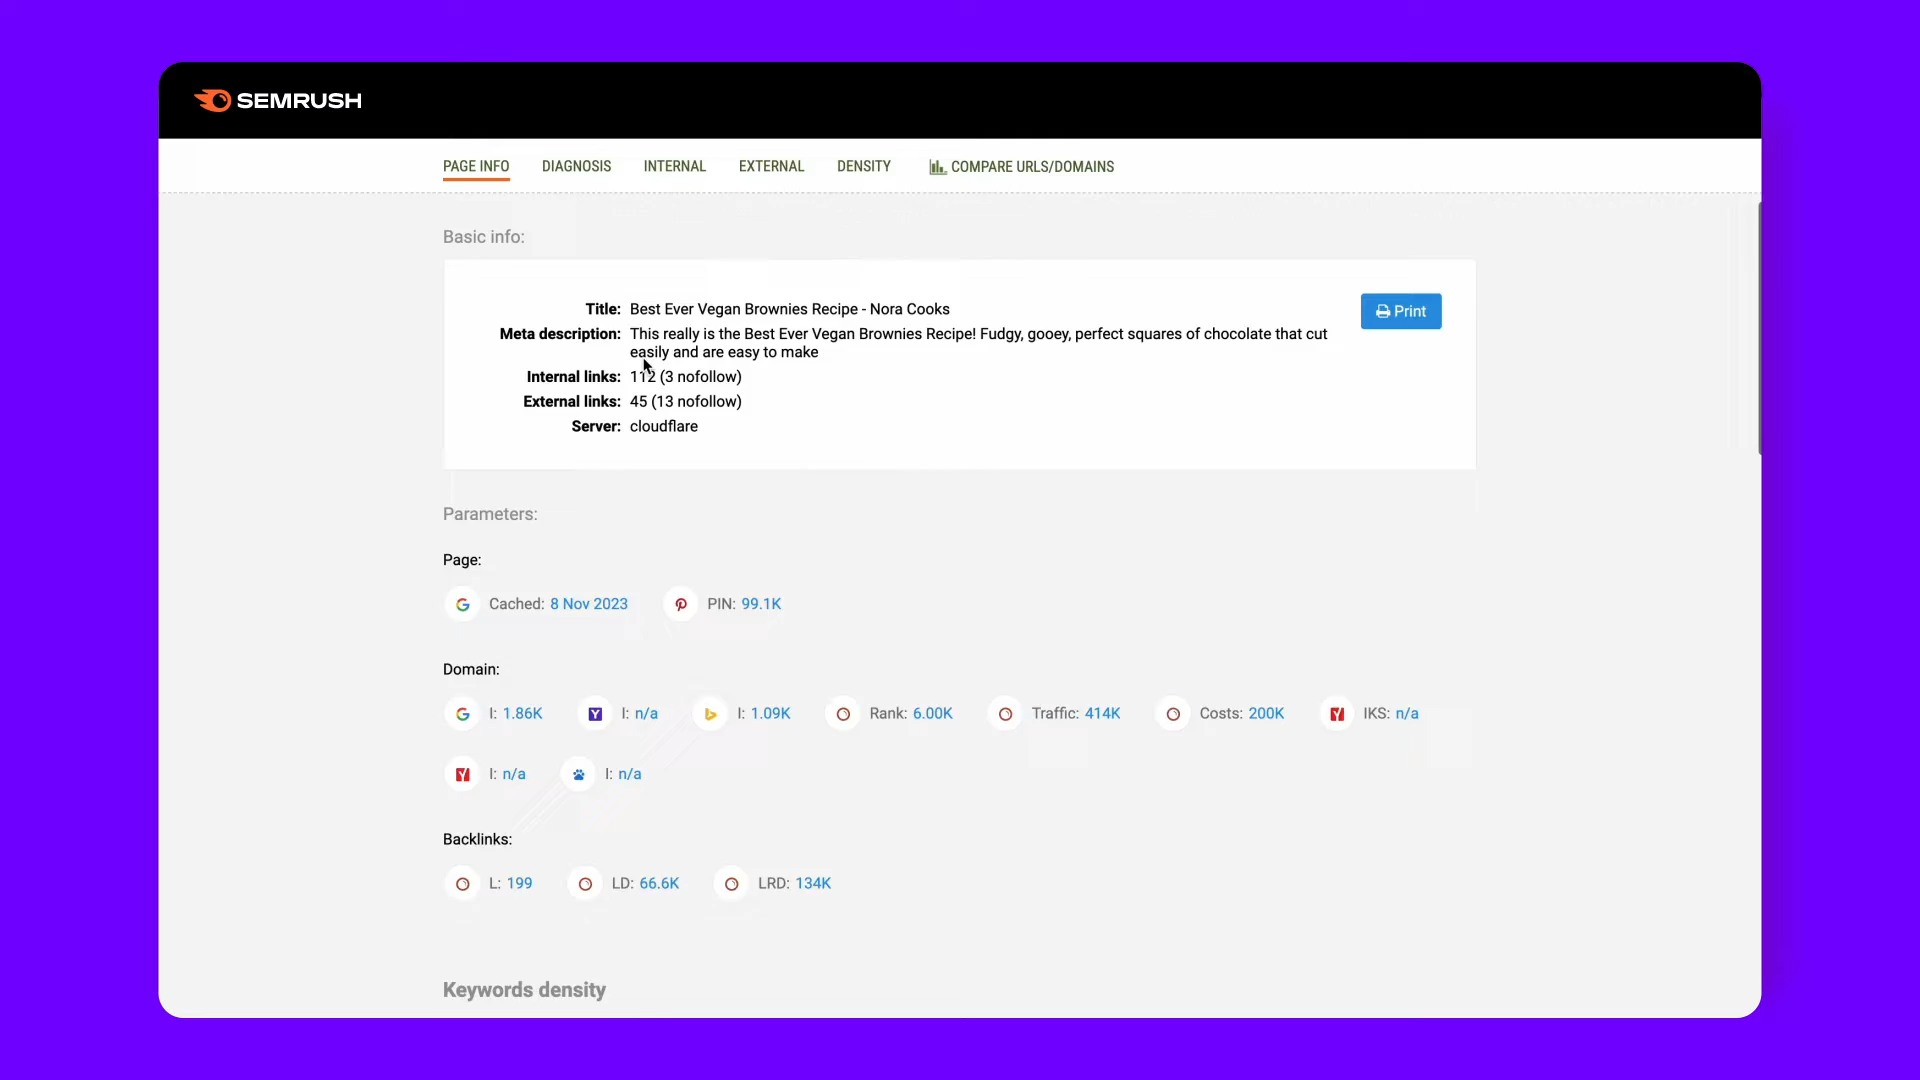 SEMRUSH
PAGE INFO DIAGNOSIS INTERNAL EXTERNAL DENSITY COMPARE URLS/DOMAINS
Basic info:
Title: Best Ever Vegan Brownies Recipe - Nora Cooks
Print
Meta description: This really is the Best Ever Vegan Brownies Recipe! Fudgy, gooey, perfect squares of chocolate that cut
easily and are easy to make
Internal links: 112 (3 nofollow)
External links: 45 (13 nofollow)
Server: cloudflare
Parameters:
Page:
Cached: 8 Nov 2023 PIN: 99.1K
Domain:
I: 1.86K I: n/a I: 1.09K Rank: 6.00K Traffic: 414K Costs: 200K IKS: n/a
I: n/a I: n/a
Backlinks:
L: 199 LD: 66.6K LRD: 134K
Keywords density